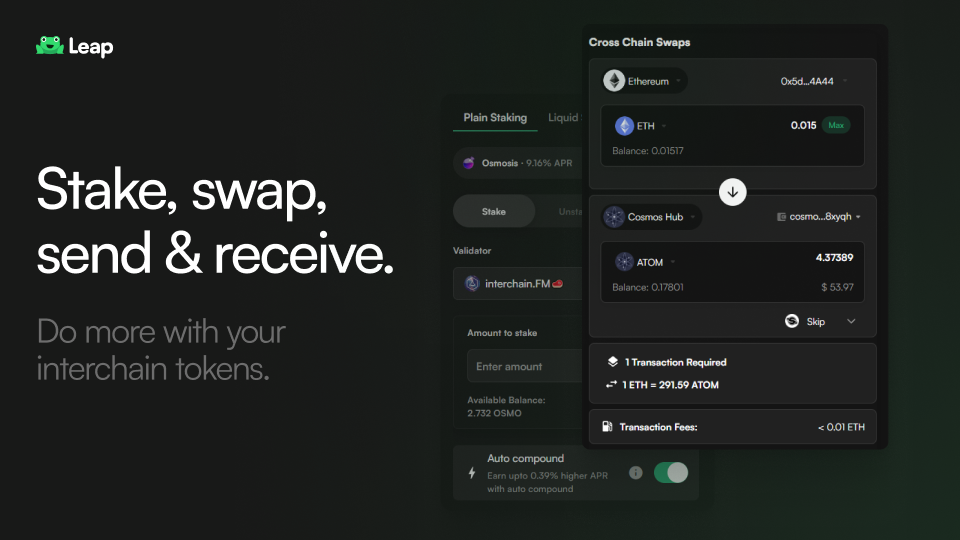 Leap
Stake, swap,
send & receive.
Do more with your
interchain tokens.
Plain Staking
Liquid
Osmosis · 9.16% APR
Stake
Unsta
Validator
interchain.FM🥩
Amount to stake
Enter amount
Available Balance:
2.732 OSMO
Auto compound
Earn upto 0.39% higher APR
with auto compound
Cross Chain Swaps
Ethereum
0x5d...4A44
ETH
0.015
Max
Balance: 0.01517
Cosmos Hub
cosmo...8xyqh
ATOM
4.37389
Balance: 0.17801
$ 53.97
Skip
1 Transaction Required
1 ETH = 291.59 ATOM
Transaction Fees:
< 0.01 ETH